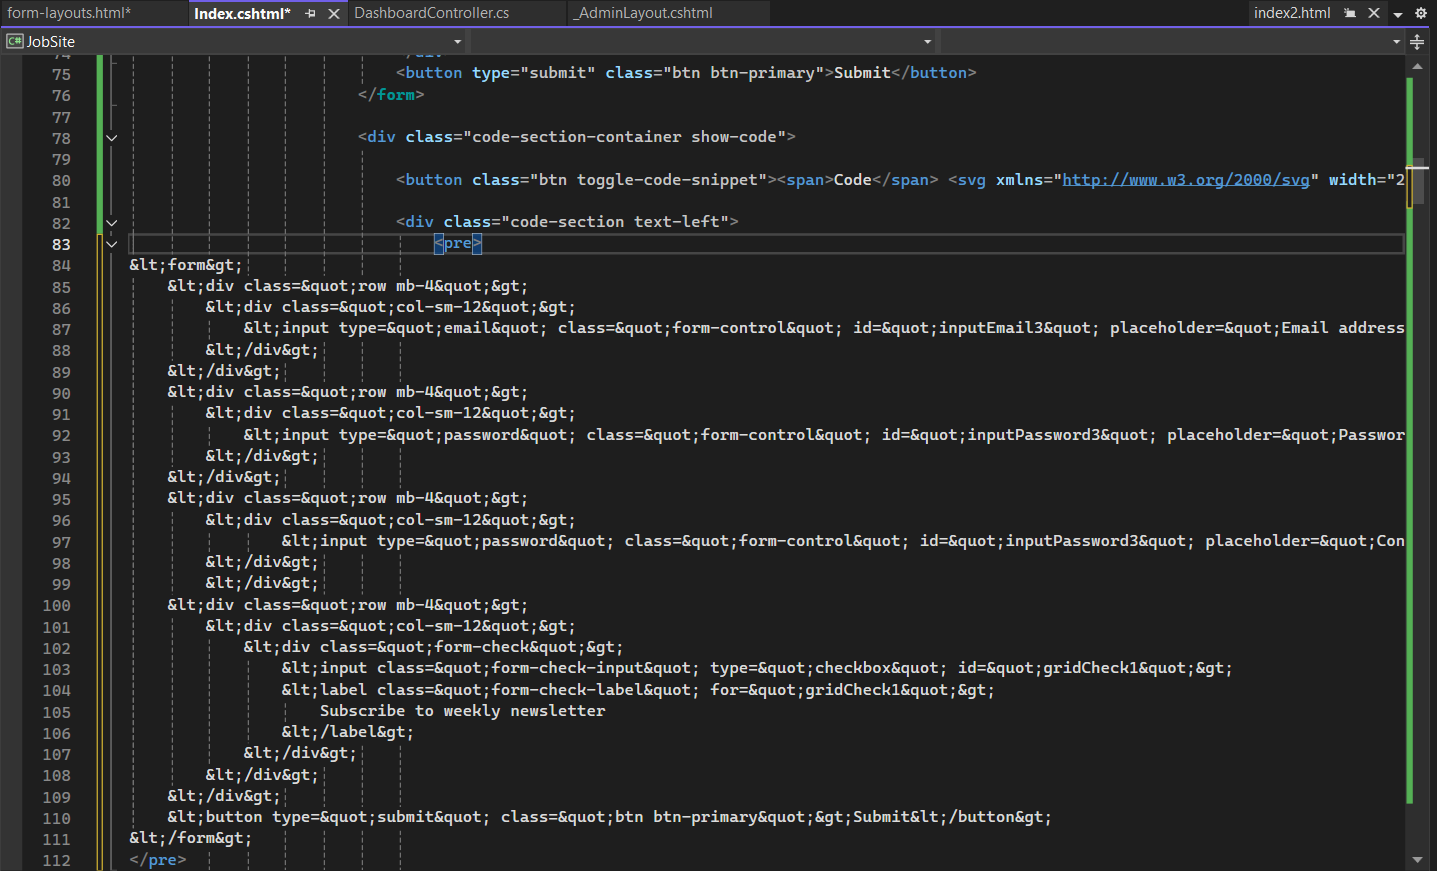 form-layouts.html*
Index.cshtml*
DashboardController.cs
_AdminLayout.cshtml
index2.html
C# JobSite
75 <button type="submit" class="btn btn-primary">Submit</button>
76 </form>
77
78 <div class="code-section-container show-code">
79
80 <button class="btn toggle-code-snippet"><span>Code</span> <svg xmlns="http://www.w3.org/2000/svg" width="2
81
82 <div class="code-section text-left">
83 <pre>
84 &lt;form&gt;
85 &lt;div class=&quot;row mb-4&quot;&gt;
86 &lt;div class=&quot;col-sm-12&quot;&gt;
87 &lt;input type=&quot;email&quot; class=&quot;form-control&quot; id=&quot;inputEmail3&quot; placeholder=&quot;Email address
88 &lt;/div&gt;
89 &lt;/div&gt;
90 &lt;div class=&quot;row mb-4&quot;&gt;
91 &lt;div class=&quot;col-sm-12&quot;&gt;
92 &lt;input type=&quot;password&quot; class=&quot;form-control&quot; id=&quot;inputPassword3&quot; placeholder=&quot;Passwor
93 &lt;/div&gt;
94 &lt;/div&gt;
95 &lt;div class=&quot;row mb-4&quot;&gt;
96 &lt;div class=&quot;col-sm-12&quot;&gt;
97 &lt;input type=&quot;password&quot; class=&quot;form-control&quot; id=&quot;inputPassword3&quot; placeholder=&quot;Con
98 &lt;/div&gt;
99 &lt;/div&gt;
100 &lt;div class=&quot;row mb-4&quot;&gt;
101 &lt;div class=&quot;col-sm-12&quot;&gt;
102 &lt;div class=&quot;form-check&quot;&gt;
103 &lt;input class=&quot;form-check-input&quot; type=&quot;checkbox&quot; id=&quot;gridCheck1&quot;&gt;
104 &lt;label class=&quot;form-check-label&quot; for=&quot;gridCheck1&quot;&gt;
105 Subscribe to weekly newsletter
106 &lt;/label&gt;
107 &lt;/div&gt;
108 &lt;/div&gt;
109 &lt;/div&gt;
110 &lt;button type=&quot;submit&quot; class=&quot;btn btn-primary&quot;&gt;Submit&lt;/button&gt;
111 &lt;/form&gt;
112 </pre>